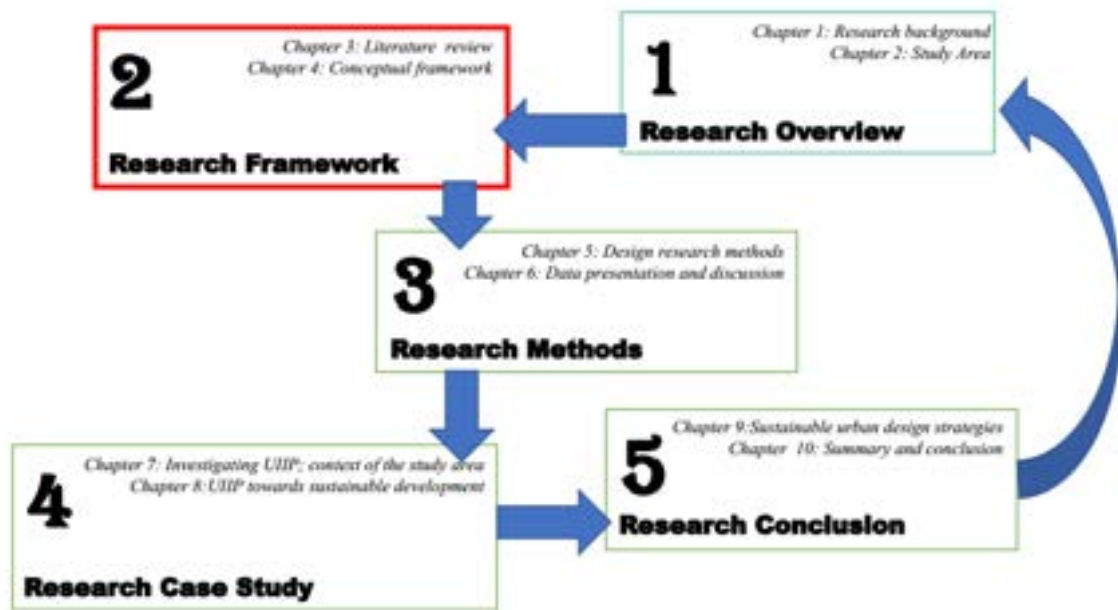 1
Chapter 1: Research background
Chapter 2: Study Area
Research Overview
2
Chapter 3: Literature review
Chapter 4: Conceptual framework
Research Framework
3
Chapter 5: Design research methods
Chapter 6: Data presentation and discussion
Research Methods
4
Chapter 7: Investigating UIIP; context of the study area
Chapter 8:UIIP towards sustainable development
Research Case Study
5
Chapter 9:Sustainable urban design strategies
Chapter 10: Summary and conclusion
Research Conclusion